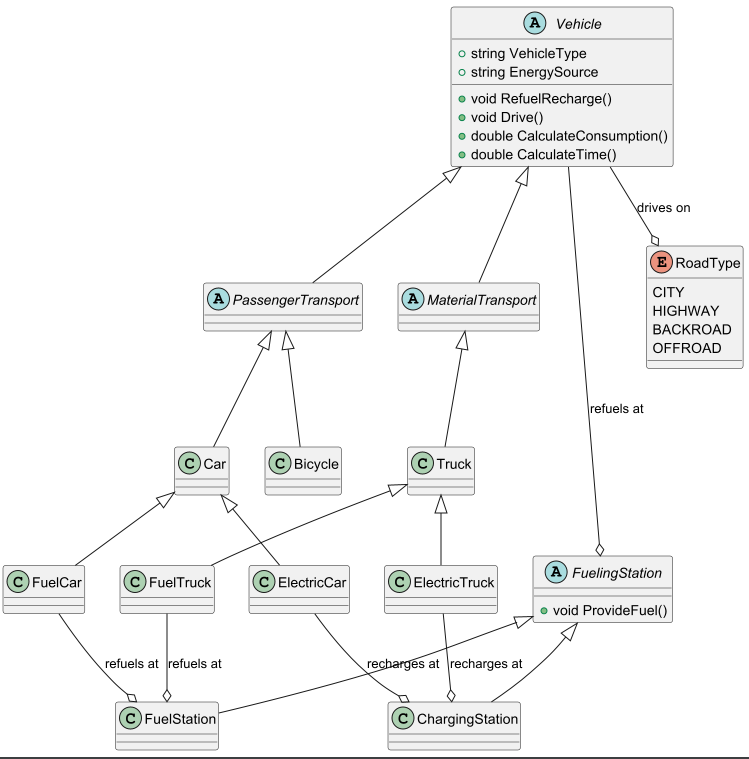 A Vehicle
string VehicleType
string EnergySource
void RefuelRecharge()
void Drive()
double CalculateConsumption()
double CalculateTime()
drives on
E RoadType
CITY
HIGHWAY
BACKROAD
OFFROAD
A PassengerTransport
A MaterialTransport
refuels at
C Car
C Bicycle
C Truck
C FuelCar
C FuelTruck
C ElectricCar
C ElectricTruck
A FuelingStation
void ProvideFuel()
refuels at
refuels at
recharges at
recharges at
C FuelStation
C ChargingStation